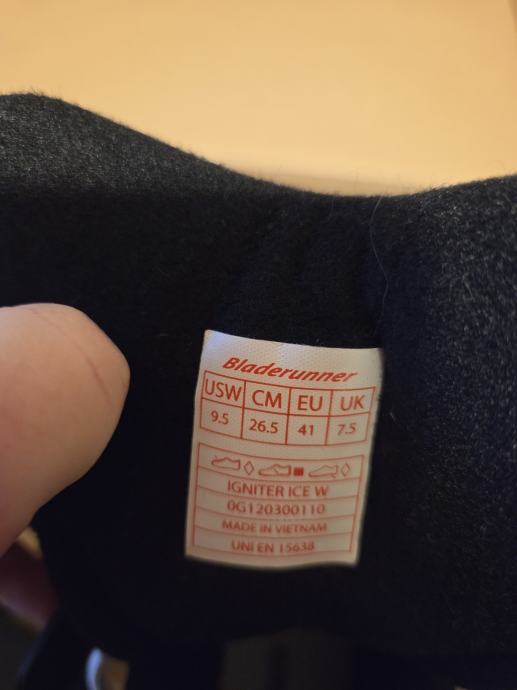 Bladerunner
USW CM EU UK
9.5 26.5 41 7.5
IGNITER ICE W
0G120300110
MADE IN VIETNAM
UNI EN 15638